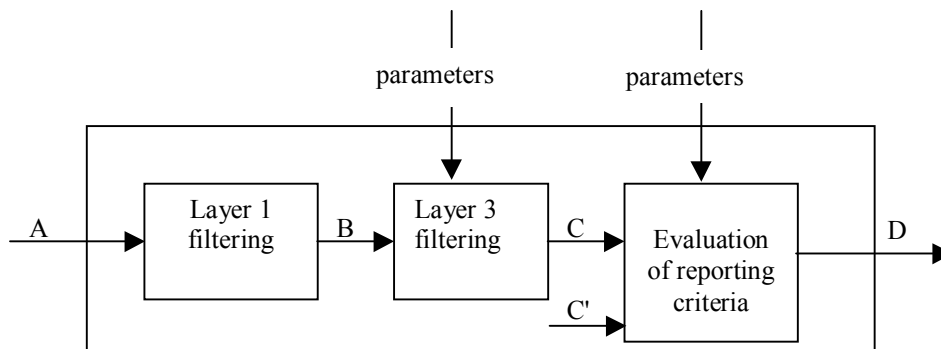 parameters
parameters
A
Layer 1
filtering
B
Layer 3
filtering
C
C'
Evaluation
of reporting
criteria
D